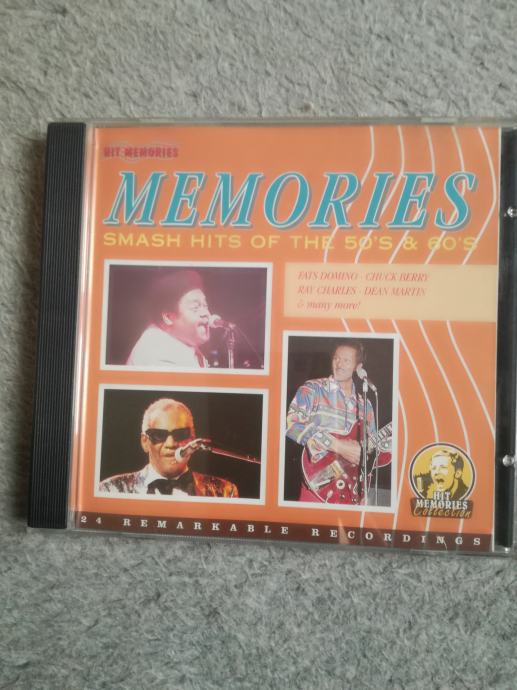 HIT MEMORIES
MEMORIES
SMASH HITS OF THE 50'S & 60'S
FATS DOMINO - CHUCK BERRY
RAY CHARLES - DEAN MARTIN
& many more!
HIT
MEMORIES
Collection
24 REMARKABLE RECORDINGS